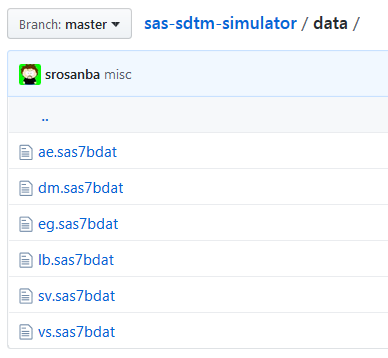 Branch: master sas-sdtm-simulator / data /
srosanba misc
..
ae.sas7bdat
dm.sas7bdat
eg.sas7bdat
lb.sas7bdat
sv.sas7bdat
vs.sas7bdat